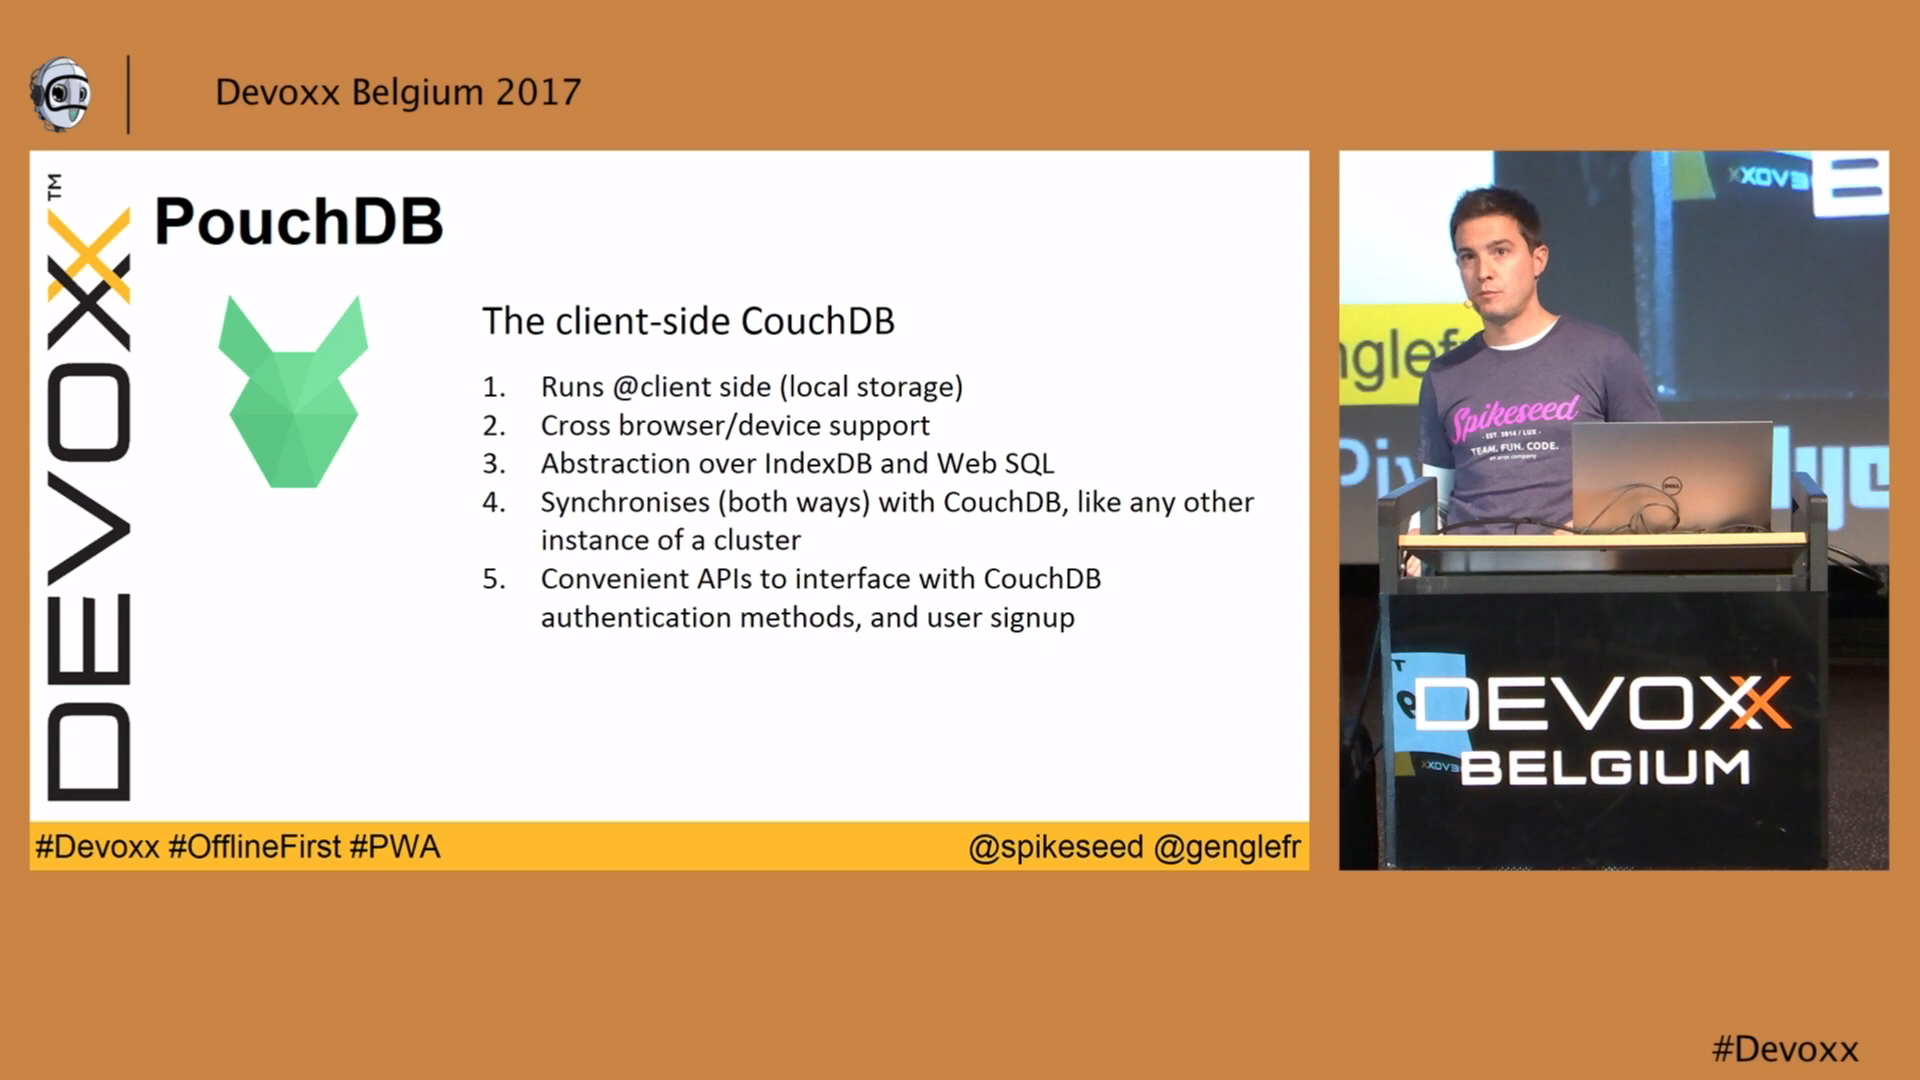 Devoxx Belgium 2017
DEVOXX™
PouchDB
The client-side CouchDB
1. Runs @client side (local storage)
2. Cross browser/device support
3. Abstraction over IndexDB and Web SQL
4. Synchronises (both ways) with CouchDB, like any other
instance of a cluster
5. Convenient APIs to interface with CouchDB
authentication methods, and user signup
#Devoxx #OfflineFirst #PWA
@spikeseed @genglefr
Spikeseed
- EST. 2014 / LUX -
TEAM. FUN. CODE.
DELL
DEVOXX
BELGIUM
#Devoxx